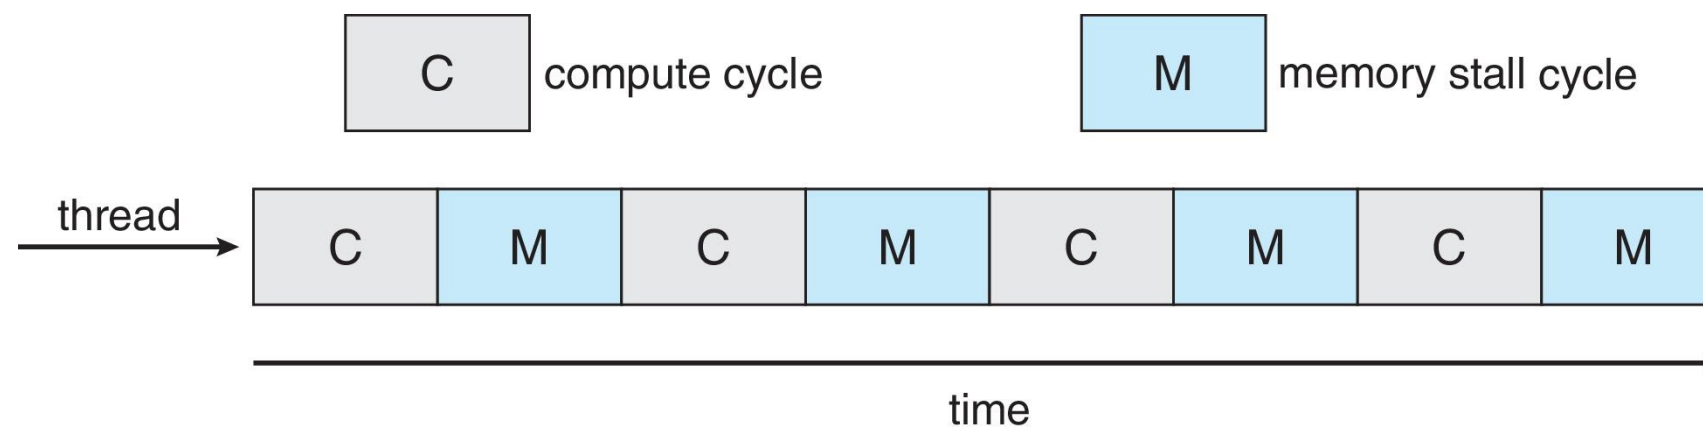 C compute cycle
M memory stall cycle
thread
C M C M C M C M
time